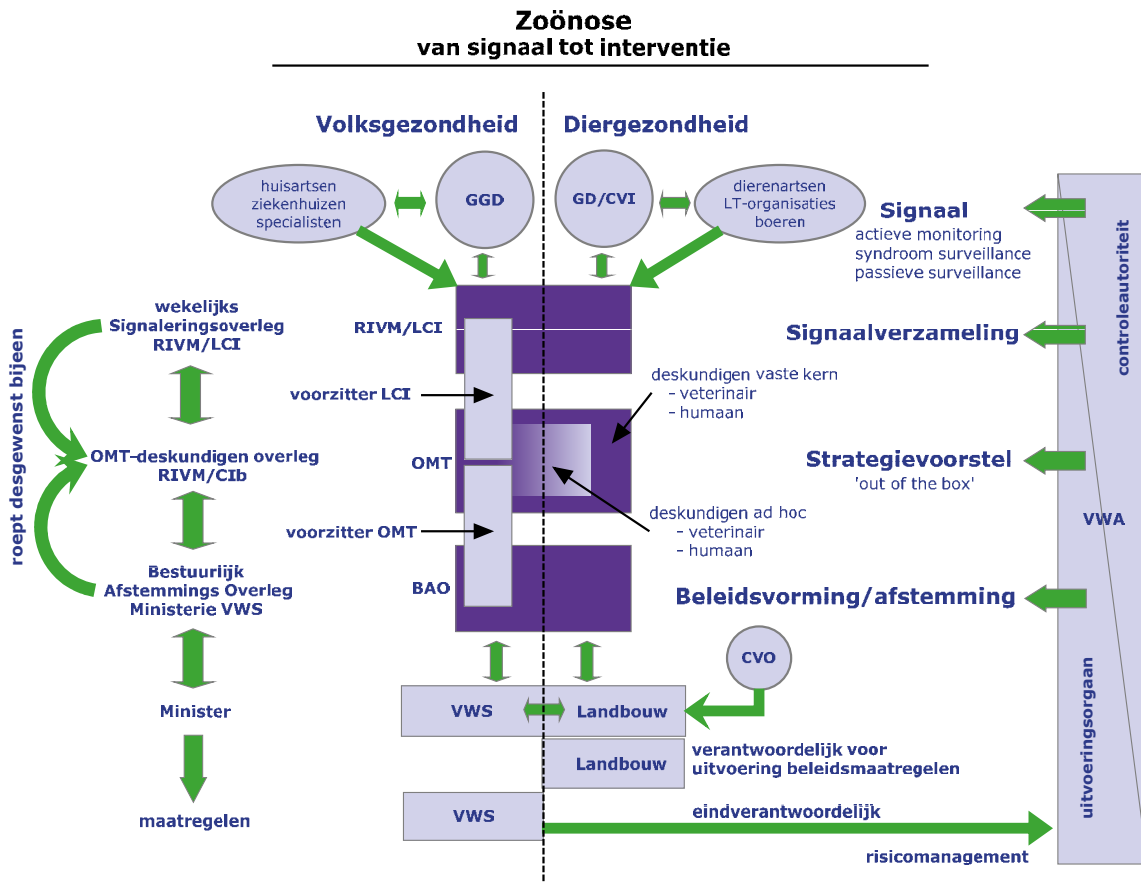 Zoönose
van signaal tot interventie
Volksgezondheid
Diergezondheid
huisartsen
ziekenhuizen
specialisten
GGD
GD/CVI
dierenartsen
LT-organisaties
boeren
Signaal
actieve monitoring
syndroom surveillance
passieve surveillance
controleautoriteit
roept desgewenst bijeen
wekelijks
Signaleringsoverleg
RIVM/LCI
RIVM/LCI
Signaalverzameling
voorzitter LCI
deskundigen vaste kern
- veterinair
- humaan
OMT-deskundigen overleg
RIVM/CIb
OMT
Strategievoorstel
'out of the box'
voorzitter OMT
deskundigen ad hoc
- veterinair
- humaan
VWA
Bestuurlijk
Afstemmings Overleg
Ministerie VWS
BAO
Beleidsvorming/afstemming
CVO
uitvoeringsorgaan
Minister
VWS
Landbouw
Landbouw
verantwoordelijk voor
uitvoering beleidsmaatregelen
maatregelen
VWS
eindverantwoordelijk
risicomanagement